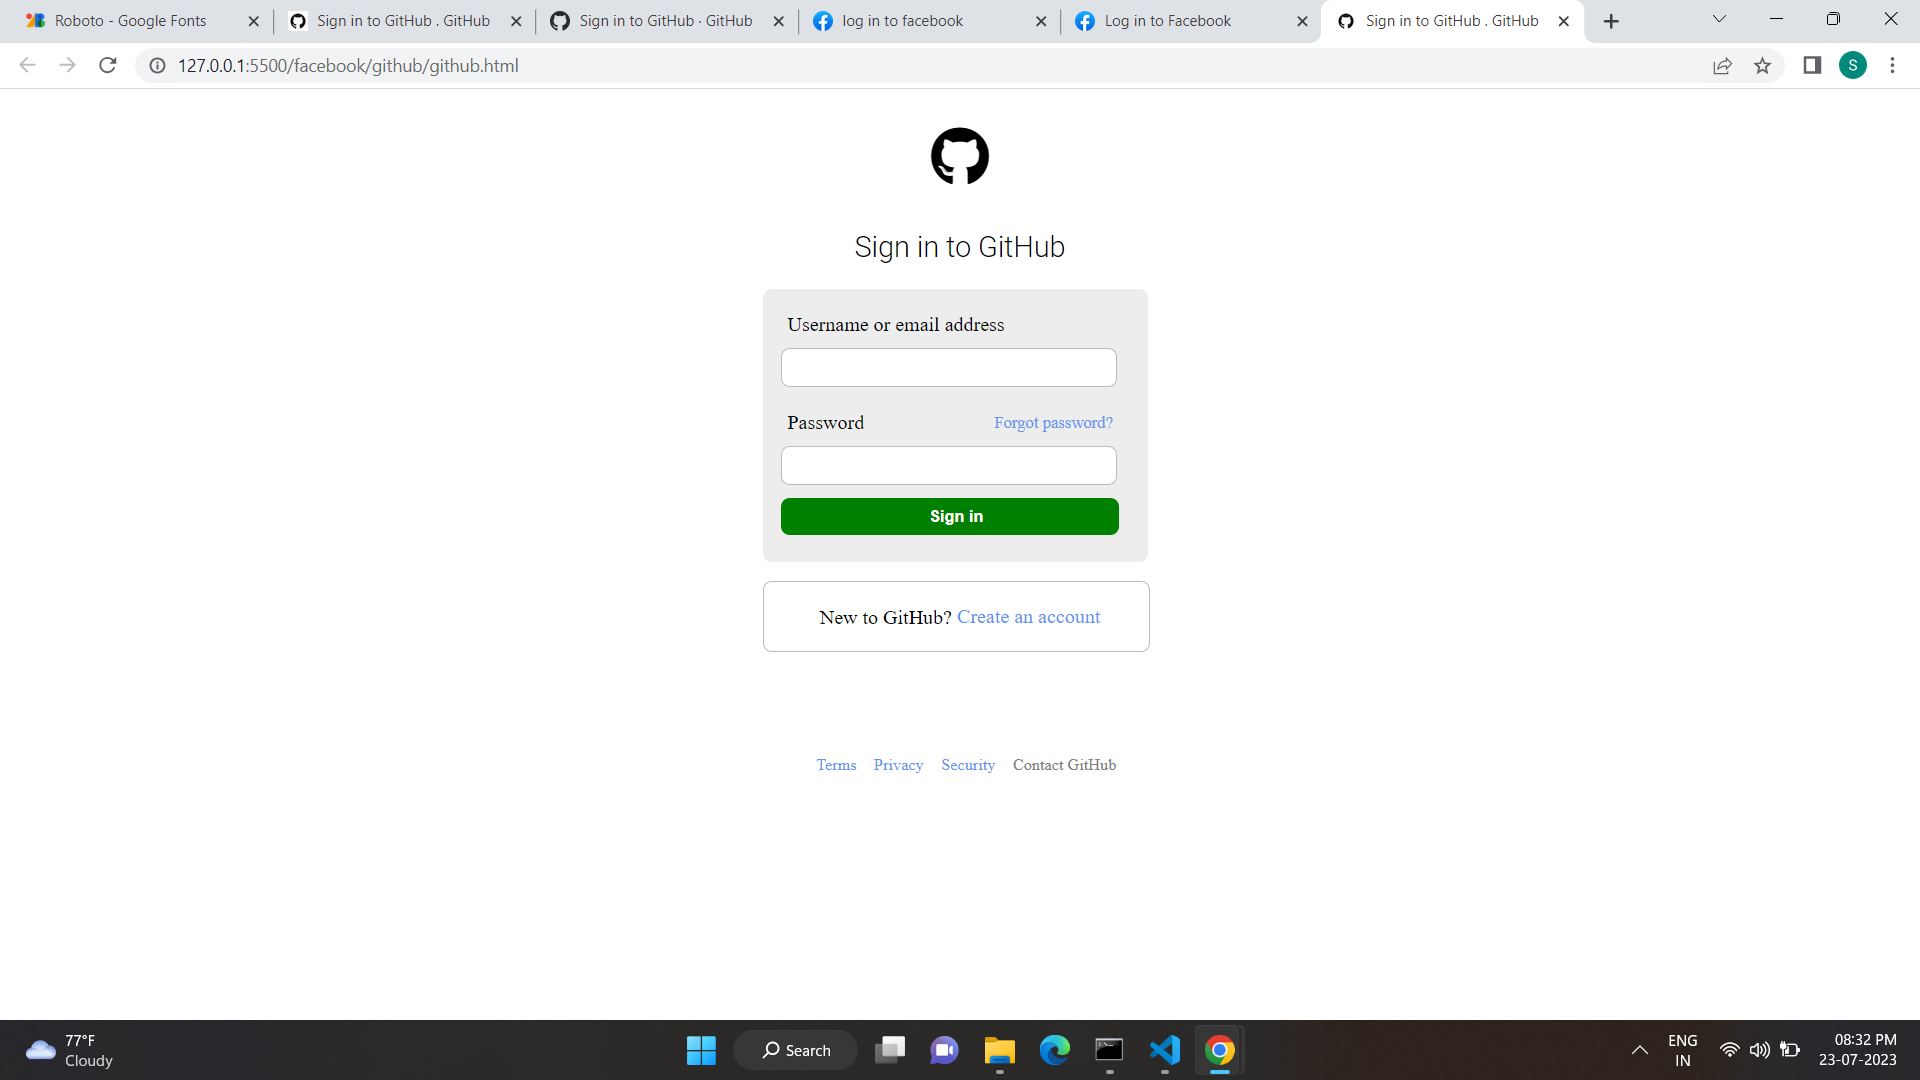 Roboto - Google Fonts
Sign in to GitHub . GitHub
Sign in to GitHub · GitHub
log in to facebook
Log in to Facebook
Sign in to GitHub . GitHub
127.0.0.1:5500/facebook/github/github.html
S
Sign in to GitHub
Username or email address
Password
Forgot password?
Sign in
New to GitHub? Create an account
Terms Privacy Security Contact GitHub
77°F
Cloudy
Search
ENG
IN
08:32 PM
23-07-2023